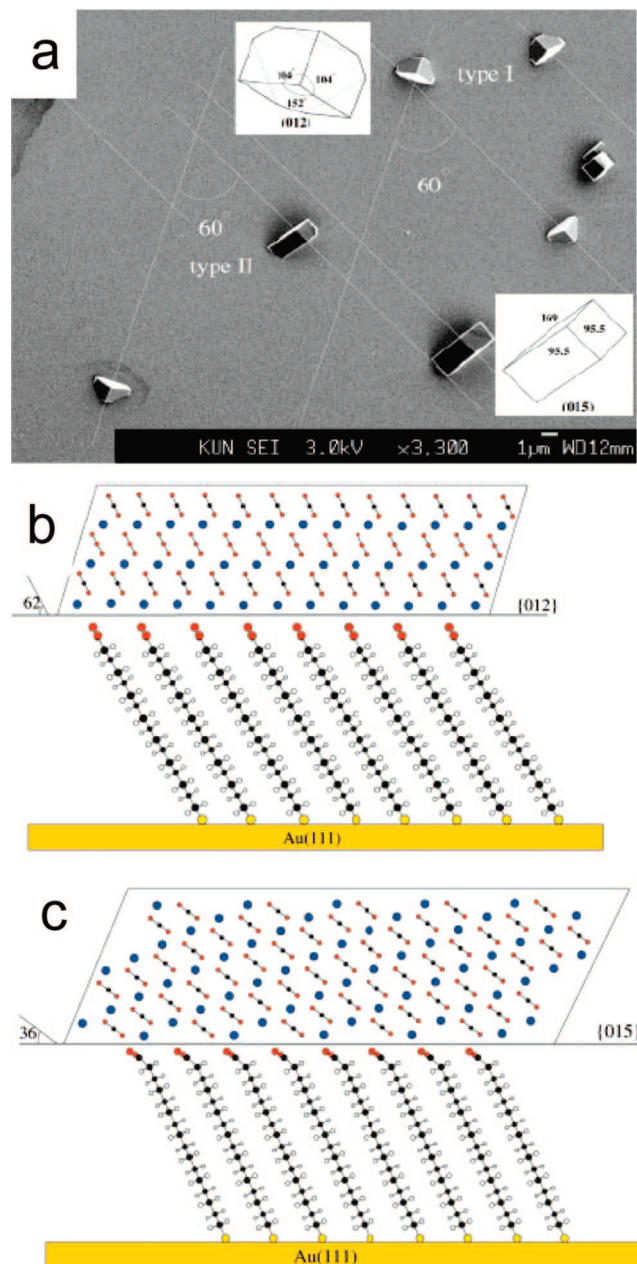 a
type I
104°
104°
152°
(012)
60°
60°
type II
169
95.5
95.5
(015)
KUN SEI 3.0kV ×3,300 1µm WD12mm
b
62
{012}
Au(111)
c
36
{015}
Au(111)